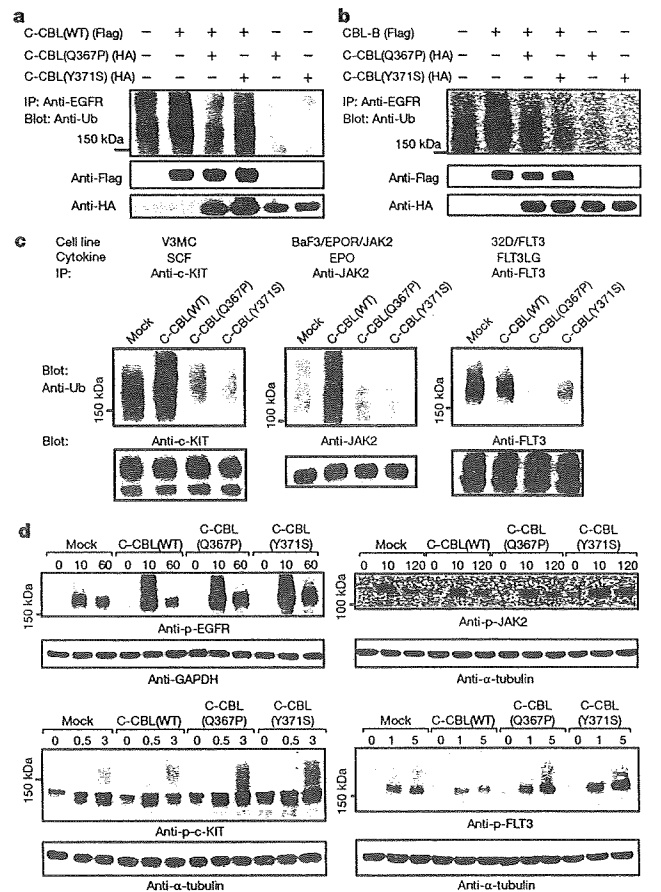 a
C-CBL(WT) (Flag) − + + + − −
C-CBL(Q367P) (HA) − − + − + −
C-CBL(Y371S) (HA) − − − + − +
IP: Anti-EGFR
Blot: Anti-Ub
150 kDa
Anti-Flag
Anti-HA
b
CBL-B (Flag) − + + + − −
C-CBL(Q367P) (HA) − − + − + −
C-CBL(Y371S) (HA) − − − + − +
IP: Anti-EGFR
Blot: Anti-Ub
150 kDa
Anti-Flag
Anti-HA
c
Cell line V3MC BaF3/EPOR/JAK2 32D/FLT3
Cytokine SCF EPO FLT3LG
IP: Anti-c-KIT Anti-JAK2 Anti-FLT3
Mock C-CBL(WT) C-CBL(Q367P) C-CBL(Y371S)
Mock C-CBL(WT) C-CBL(Q367P) C-CBL(Y371S)
Mock C-CBL(WT) C-CBL(Q367P) C-CBL(Y371S)
Blot:
Anti-Ub
150 kDa
100 kDa
150 kDa
Blot: Anti-c-KIT Anti-JAK2 Anti-FLT3
d
Mock C-CBL(WT) C-CBL (Q367P) C-CBL (Y371S)
0 10 60 0 10 60 0 10 60 0 10 60
150 kDa
Anti-p-EGFR
Anti-GAPDH
Mock C-CBL(WT) C-CBL (Q367P) C-CBL (Y371S)
0 10 120 0 10 120 0 10 120 0 10 120
100 kDa
Anti-p-JAK2
Anti-α-tubulin
Mock C-CBL(WT) C-CBL (Q367P) C-CBL (Y371S)
0 0.5 3 0 0.5 3 0 0.5 3 0 0.5 3
150 kDa
Anti-p-c-KIT
Anti-α-tubulin
Mock C-CBL(WT) C-CBL (Q367P) C-CBL (Y371S)
0 1 5 0 1 5 0 1 5 0 1 5
150 kDa
Anti-p-FLT3
Anti-α-tubulin